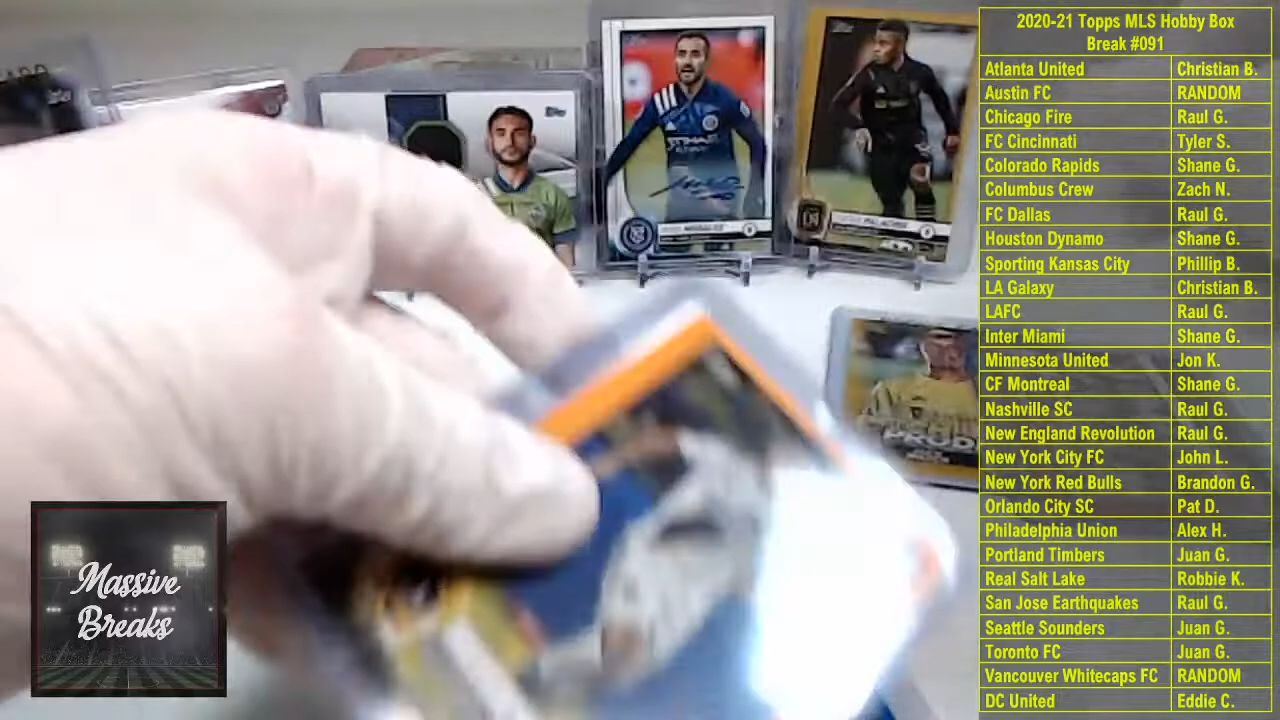 2020-21 Topps MLS Hobby Box
Break #091
Atlanta United Christian B.
Austin FC RANDOM
Chicago Fire Raul G.
FC Cincinnati Tyler S.
Colorado Rapids Shane G.
Columbus Crew Zach N.
FC Dallas Raul G.
Houston Dynamo Shane G.
Sporting Kansas City Phillip B.
LA Galaxy Christian B.
LAFC Raul G.
Inter Miami Shane G.
Minnesota United Jon K.
CF Montreal Shane G.
Nashville SC Raul G.
New England Revolution Raul G.
New York City FC John L.
New York Red Bulls Brandon G.
Orlando City SC Pat D.
Philadelphia Union Alex H.
Portland Timbers Juan G.
Real Salt Lake Robbie K.
San Jose Earthquakes Raul G.
Seattle Sounders Juan G.
Toronto FC Juan G.
Vancouver Whitecaps FC RANDOM
DC United Eddie C.
Topps
Topps
Massive
Breaks